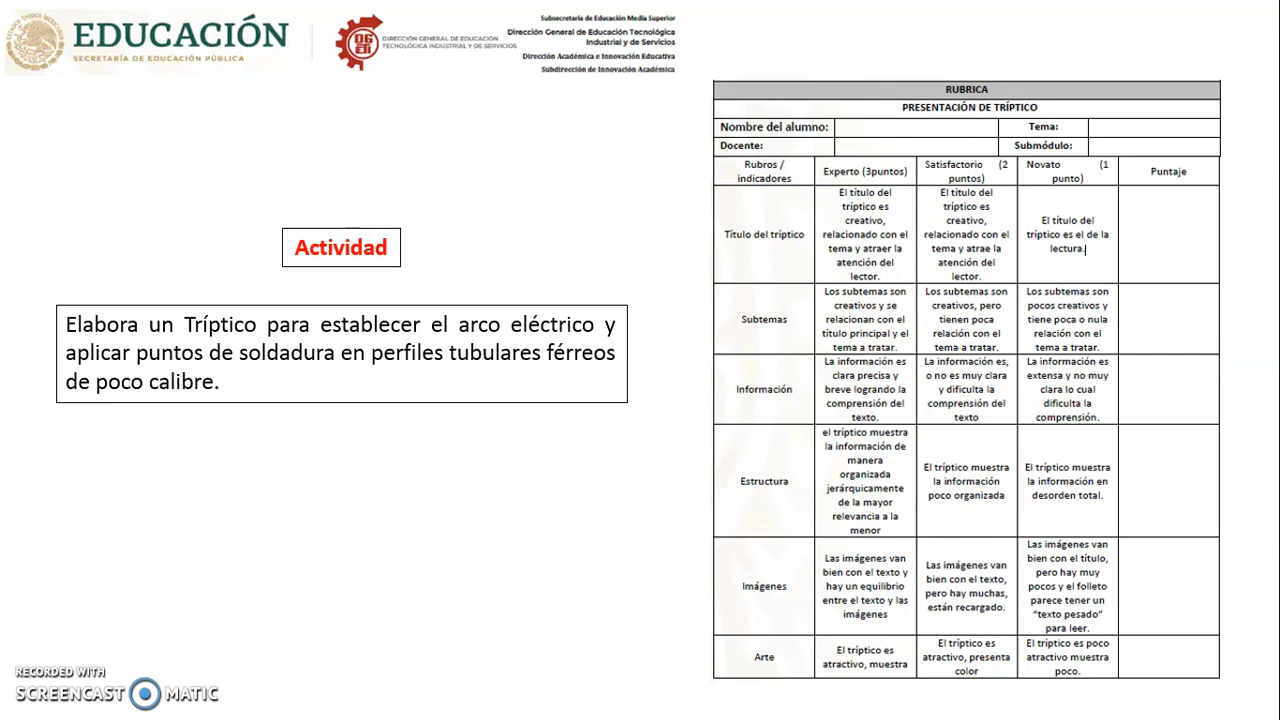 EDUCACIÓN
SECRETARÍA DE EDUCACIÓN PÚBLICA
DGETI
DIRECCIÓN GENERAL DE EDUCACIÓN
TECNOLÓGICA INDUSTRIAL Y DE SERVICIOS
Subsecretaría de Educación Media Superior
Dirección General de Educación Tecnológica
Industrial y de Servicios
Dirección Académica e Innovación Educativa
Subdirección de Innovación Académica
Actividad
Elabora un Tríptico para establecer el arco eléctrico y
aplicar puntos de soldadura en perfiles tubulares férreos
de poco calibre.
RUBRICA
PRESENTACIÓN DE TRÍPTICO
Nombre del alumno:
Tema:
Docente:
Submódulo:
Rubros /
indicadores
Experto (3puntos)
Satisfactorio (2
puntos)
Novato (1
punto)
Puntaje
Título del tríptico
El título del
tríptico es
creativo,
relacionado con el
tema y atraer la
atención del
lector.
El título del
tríptico es
creativo,
relacionado con el
tema y atrae la
atención del
lector.
El título del
tríptico es el de la
lectura.
Subtemas
Los subtemas son
creativos y se
relacionan con el
título principal y el
tema a tratar.
Los subtemas son
creativos, pero
tienen poca
relación con el
tema a tratar.
Los subtemas son
pocos creativos y
tiene poca o nula
relación con el
tema a tratar.
Información
La información es
clara precisa y
breve logrando la
comprensión del
texto.
La información es,
o no es muy clara
y dificulta la
comprensión del
texto
La información es
extensa y no muy
clara lo cual
dificulta la
comprensión.
Estructura
el tríptico muestra
la información de
manera
organizada
jerárquicamente
de la mayor
relevancia a la
menor
El tríptico muestra
la información
poco organizada
El tríptico muestra
la información en
desorden total.
Imágenes
Las imágenes van
bien con el texto y
hay un equilibrio
entre el texto y las
imágenes
Las imágenes van
bien con el texto,
pero hay muchas,
están recargado.
Las imágenes van
bien con el título,
pero hay muy
pocos y el folleto
parece tener un
“texto pesado”
para leer.
Arte
El tríptico es
atractivo, muestra
El tríptico es
atractivo, presenta
color
El tríptico es poco
atractivo muestra
poco.
RECORDED WITH
SCREENCAST MATIC